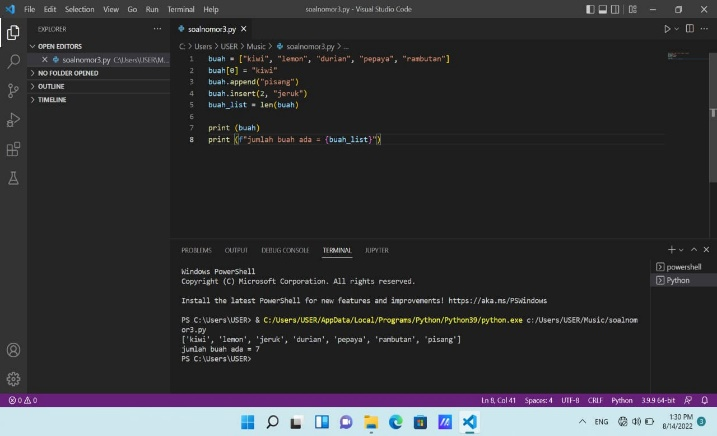 File Edit Selection View Go Run Terminal Help
soalnomor3.py - Visual Studio Code
EXPLORER
OPEN EDITORS
soalnomor3.py C:\Users\USER\M...
NO FOLDER OPENED
OUTLINE
TIMELINE
soalnomor3.py
C: > Users > USER > Music > soalnomor3.py > ...
1 buah = ["kiwi", "lemon", "durian", "pepaya", "rambutan"]
2 buah[0] = "kiwi"
3 buah.append("pisang")
4 buah.insert(2, "jeruk")
5 buah_list = len(buah)
6
7 print (buah)
8 print (f"jumlah buah ada = {buah_list}")
PROBLEMS OUTPUT DEBUG CONSOLE TERMINAL JUPYTER
powershell
Python
Windows PowerShell
Copyright (C) Microsoft Corporation. All rights reserved.
Install the latest PowerShell for new features and improvements! https://aka.ms/PSWindows
PS C:\Users\USER> & C:/Users/USER/AppData/Local/Programs/Python/Python39/python.exe c:/Users/USER/Music/soalnom
or3.py
['kiwi', 'lemon', 'jeruk', 'durian', 'pepaya', 'rambutan', 'pisang']
jumlah buah ada = 7
PS C:\Users\USER>
0 0
Ln 8, Col 41 Spaces: 4 UTF-8 CRLF Python 3.9.9 64-bit
ENG
1:30 PM
8/14/2022
3